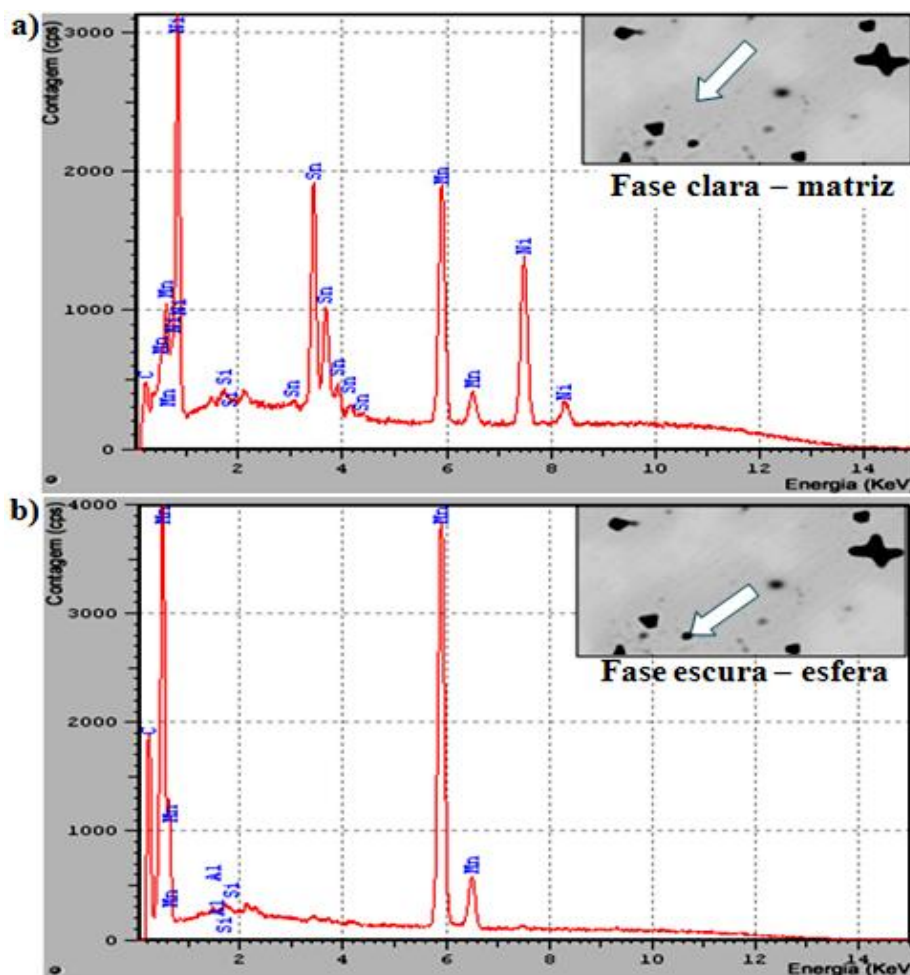 a)
Contagem (cps)
3000
2000
1000
0
Ni
Mn
Mn
Ni
Ni
C
Mn
Si
Si
Si
Sn
Sn
Sn
Sn
Sn
Sn
Mn
Mn
Ni
Ni
2
4
6
8
10
12
14
Energia (KeV)
Fase clara – matriz
b)
Contagem (cps)
4000
3000
2000
1000
0
Mn
C
Mn
Mn
Al
Al
Si
Si
Mn
Mn
2
4
6
8
10
12
14
Energia (KeV)
Fase escura – esfera